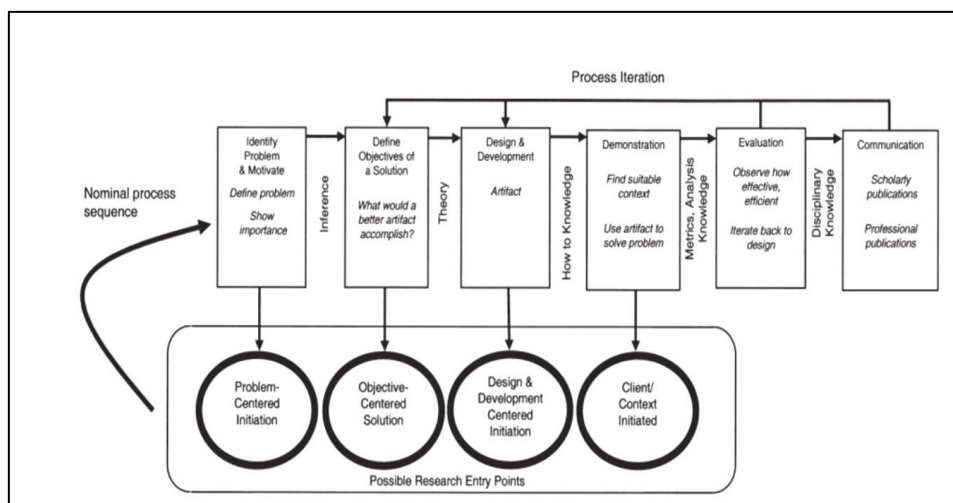 Process Iteration
Nominal process
sequence
Identify
Problem
& Motivate
Define problem
Show
importance
Inference
Define
Objectives of
a Solution
What would a
better artifact
accomplish?
Theory
Design &
Development
Artifact
How to Knowledge
Demonstration
Find suitable
context
Use artifact to
solve problem
Metrics, Analysis
Knowledge
Evaluation
Observe how
effective,
efficient
Iterate back to
design
Disciplinary
Knowledge
Communication
Scholarly
publications
Professional
publications
Problem-
Centered
Initiation
Objective-
Centered
Solution
Design &
Development
Centered
Initiation
Client/
Context
Initiated
Possible Research Entry Points